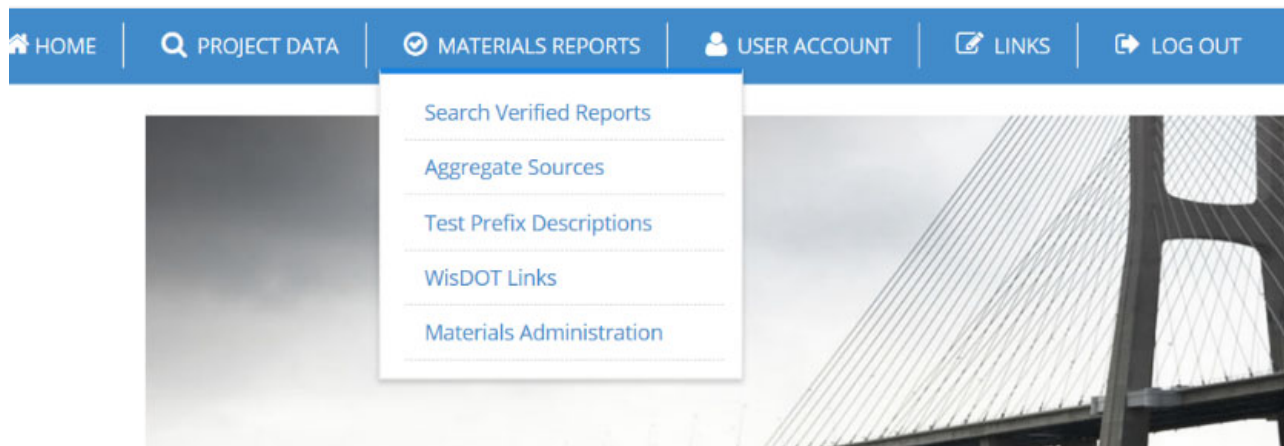 HOME PROJECT DATA MATERIALS REPORTS USER ACCOUNT LINKS LOG OUT
Search Verified Reports
Aggregate Sources
Test Prefix Descriptions
WisDOT Links
Materials Administration